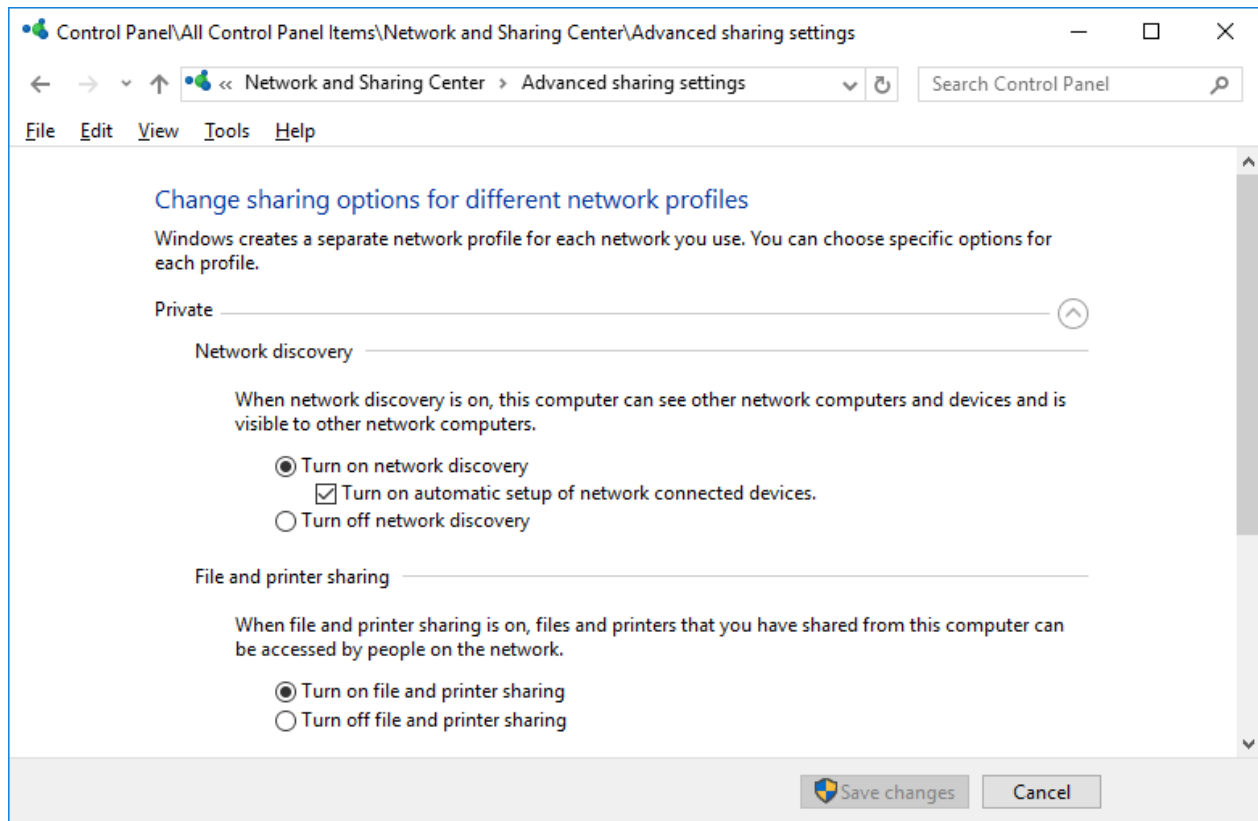 Control Panel\All Control Panel Items\Network and Sharing Center\Advanced sharing settings
« Network and Sharing Center > Advanced sharing settings
Search Control Panel
File Edit View Tools Help
Change sharing options for different network profiles
Windows creates a separate network profile for each network you use. You can choose specific options for
each profile.
Private
Network discovery
When network discovery is on, this computer can see other network computers and devices and is
visible to other network computers.
Turn on network discovery
Turn on automatic setup of network connected devices.
Turn off network discovery
File and printer sharing
When file and printer sharing is on, files and printers that you have shared from this computer can
be accessed by people on the network.
Turn on file and printer sharing
Turn off file and printer sharing
Save changes
Cancel